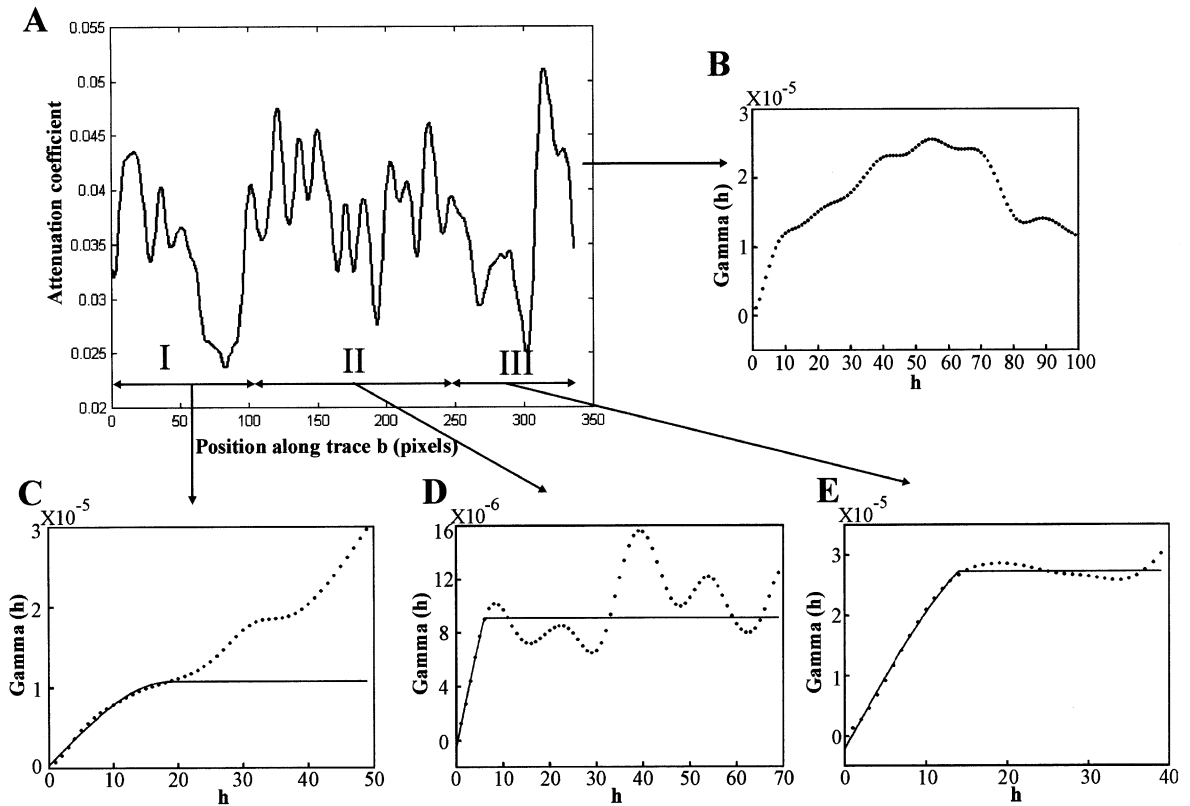 A
0.055
0.05
0.045
0.04
0.035
0.03
0.025
0.02
Attenuation coefficient
I
II
III
0 50 100 150 200 250 300 350
Position along trace b (pixels)
B
X10-5
3
2
1
0
Gamma (h)
0 10 20 30 40 50 60 70 80 90 100
h
C
X10-5
3
2
1
0
Gamma (h)
0 10 20 30 40 50
h
D
X10-6
16
12
8
4
0
Gamma (h)
0 10 20 30 40 50 60 70
h
E
X10-5
3
2
1
0
Gamma (h)
0 10 20 30 40
h